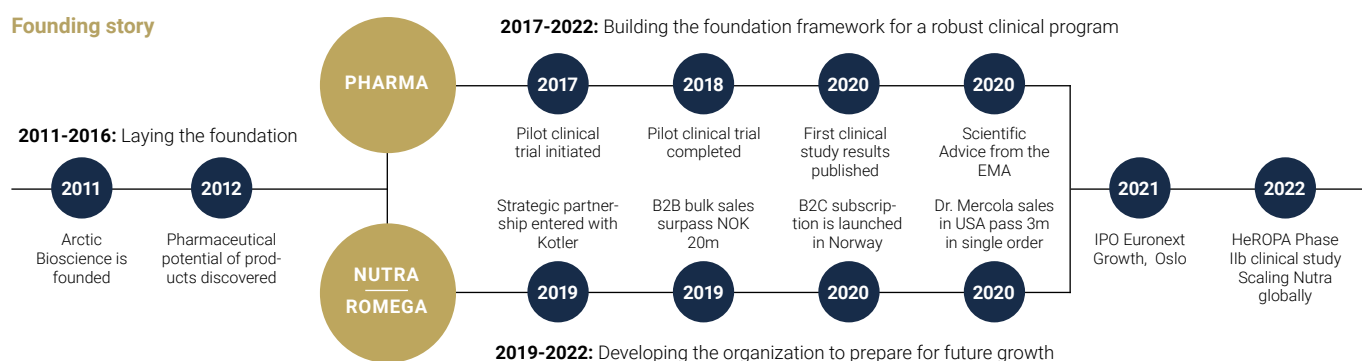 Founding story
2017-2022: Building the foundation framework for a robust clinical program
PHARMA
2017
2018
2020
2020
Pilot clinical
trial initiated
Pilot clinical trial
completed
First clinical
study results
published
Scientific
Advice from the
EMA
2011-2016: Laying the foundation
2011
2012
Arctic
Bioscience is
founded
Pharmaceutical
potential of prod-
ucts discovered
2021
2022
IPO Euronext
Growth, Oslo
HeROPA Phase
IIb clinical study
Scaling Nutra
globally
Strategic partner-
ship entered with
Kotler
B2B bulk sales
surpass NOK
20m
B2C subscrip-
tion is launched
in Norway
Dr. Mercola sales
in USA pass 3m
in single order
NUTRA
ROMEGA
2019
2019
2020
2020
2019-2022: Developing the organization to prepare for future growth